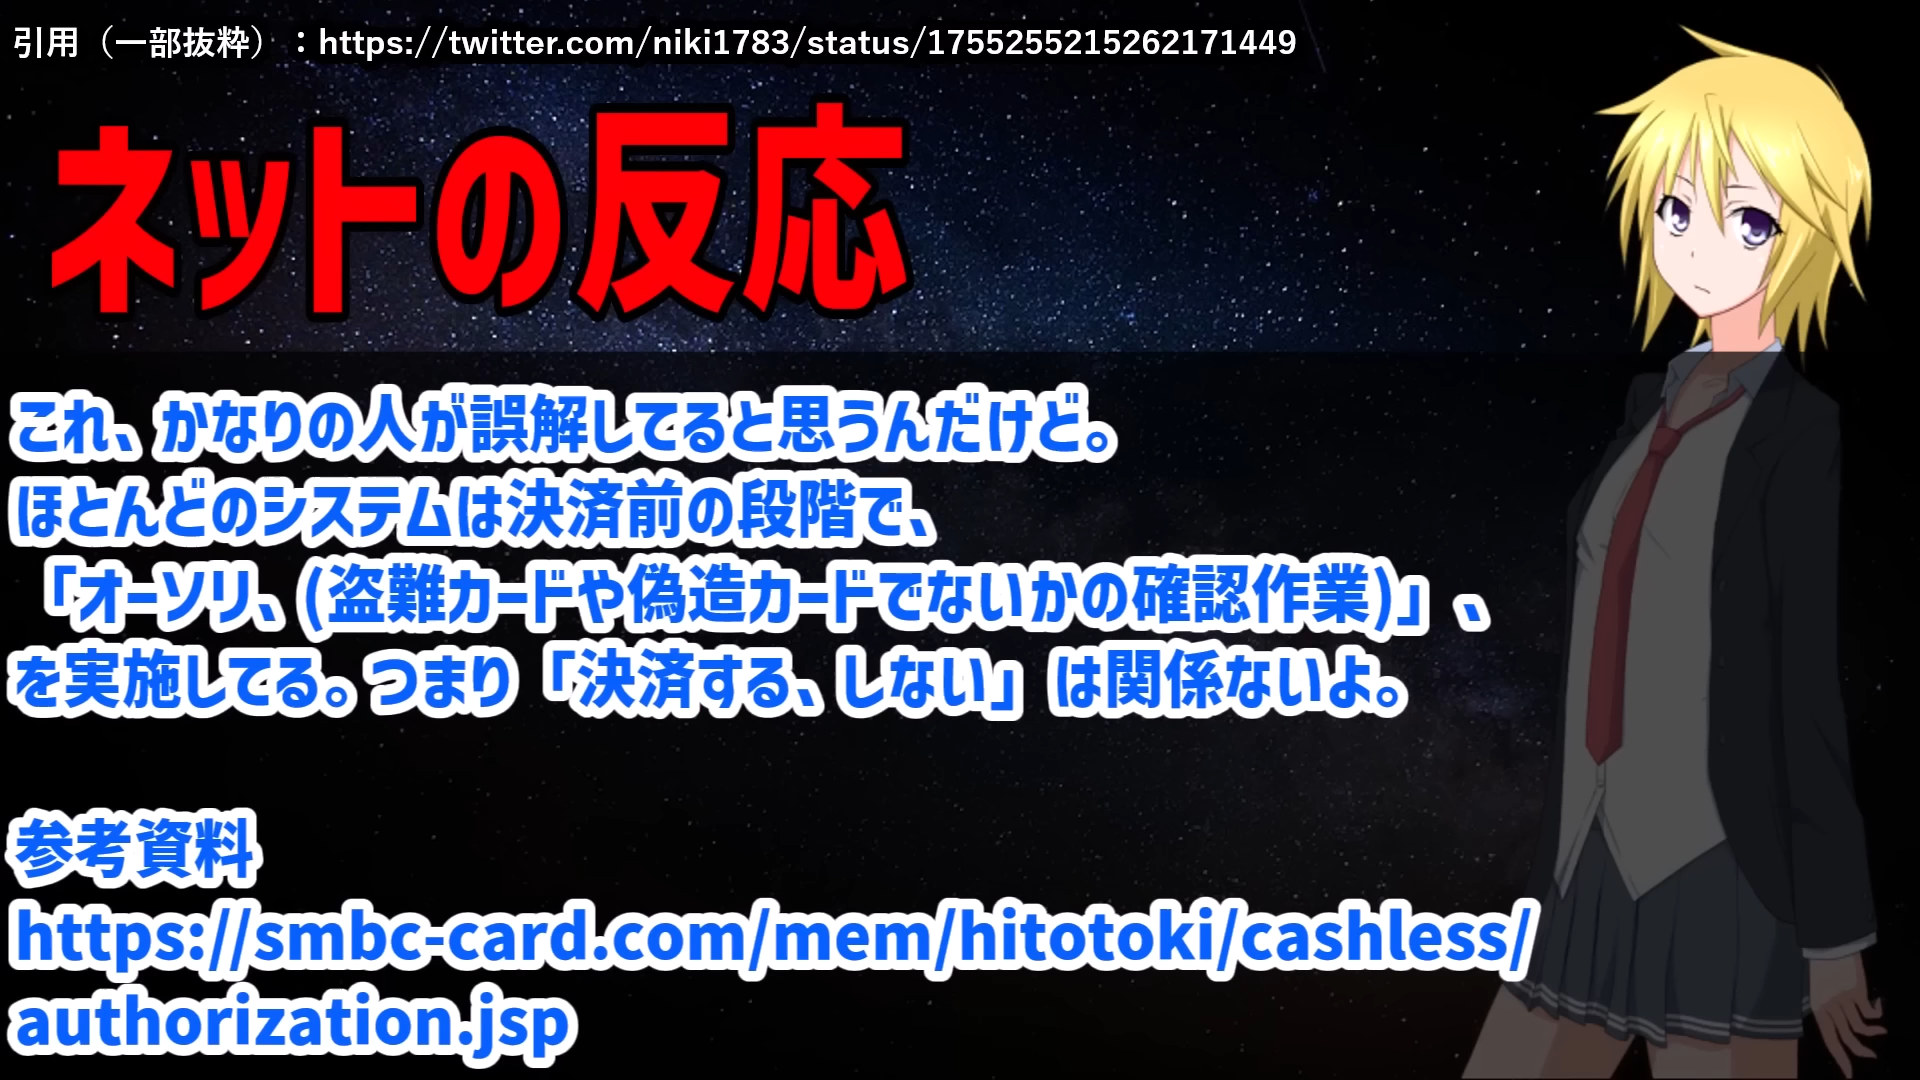 引用（一部抜粋）：https://twitter.com/niki1783/status/1755255215262171449
ネットの反応
これ、かなりの人が誤解してると思うんだけど。
ほとんどのシステムは決済前の段階で、
「オーソリ、(盗難カードや偽造カードでないかの確認作業)」、
を実施してる。つまり「決済する、しない」は関係ないよ。
参考資料
https://smbc-card.com/mem/hitotoki/cashless/
authorization.jsp